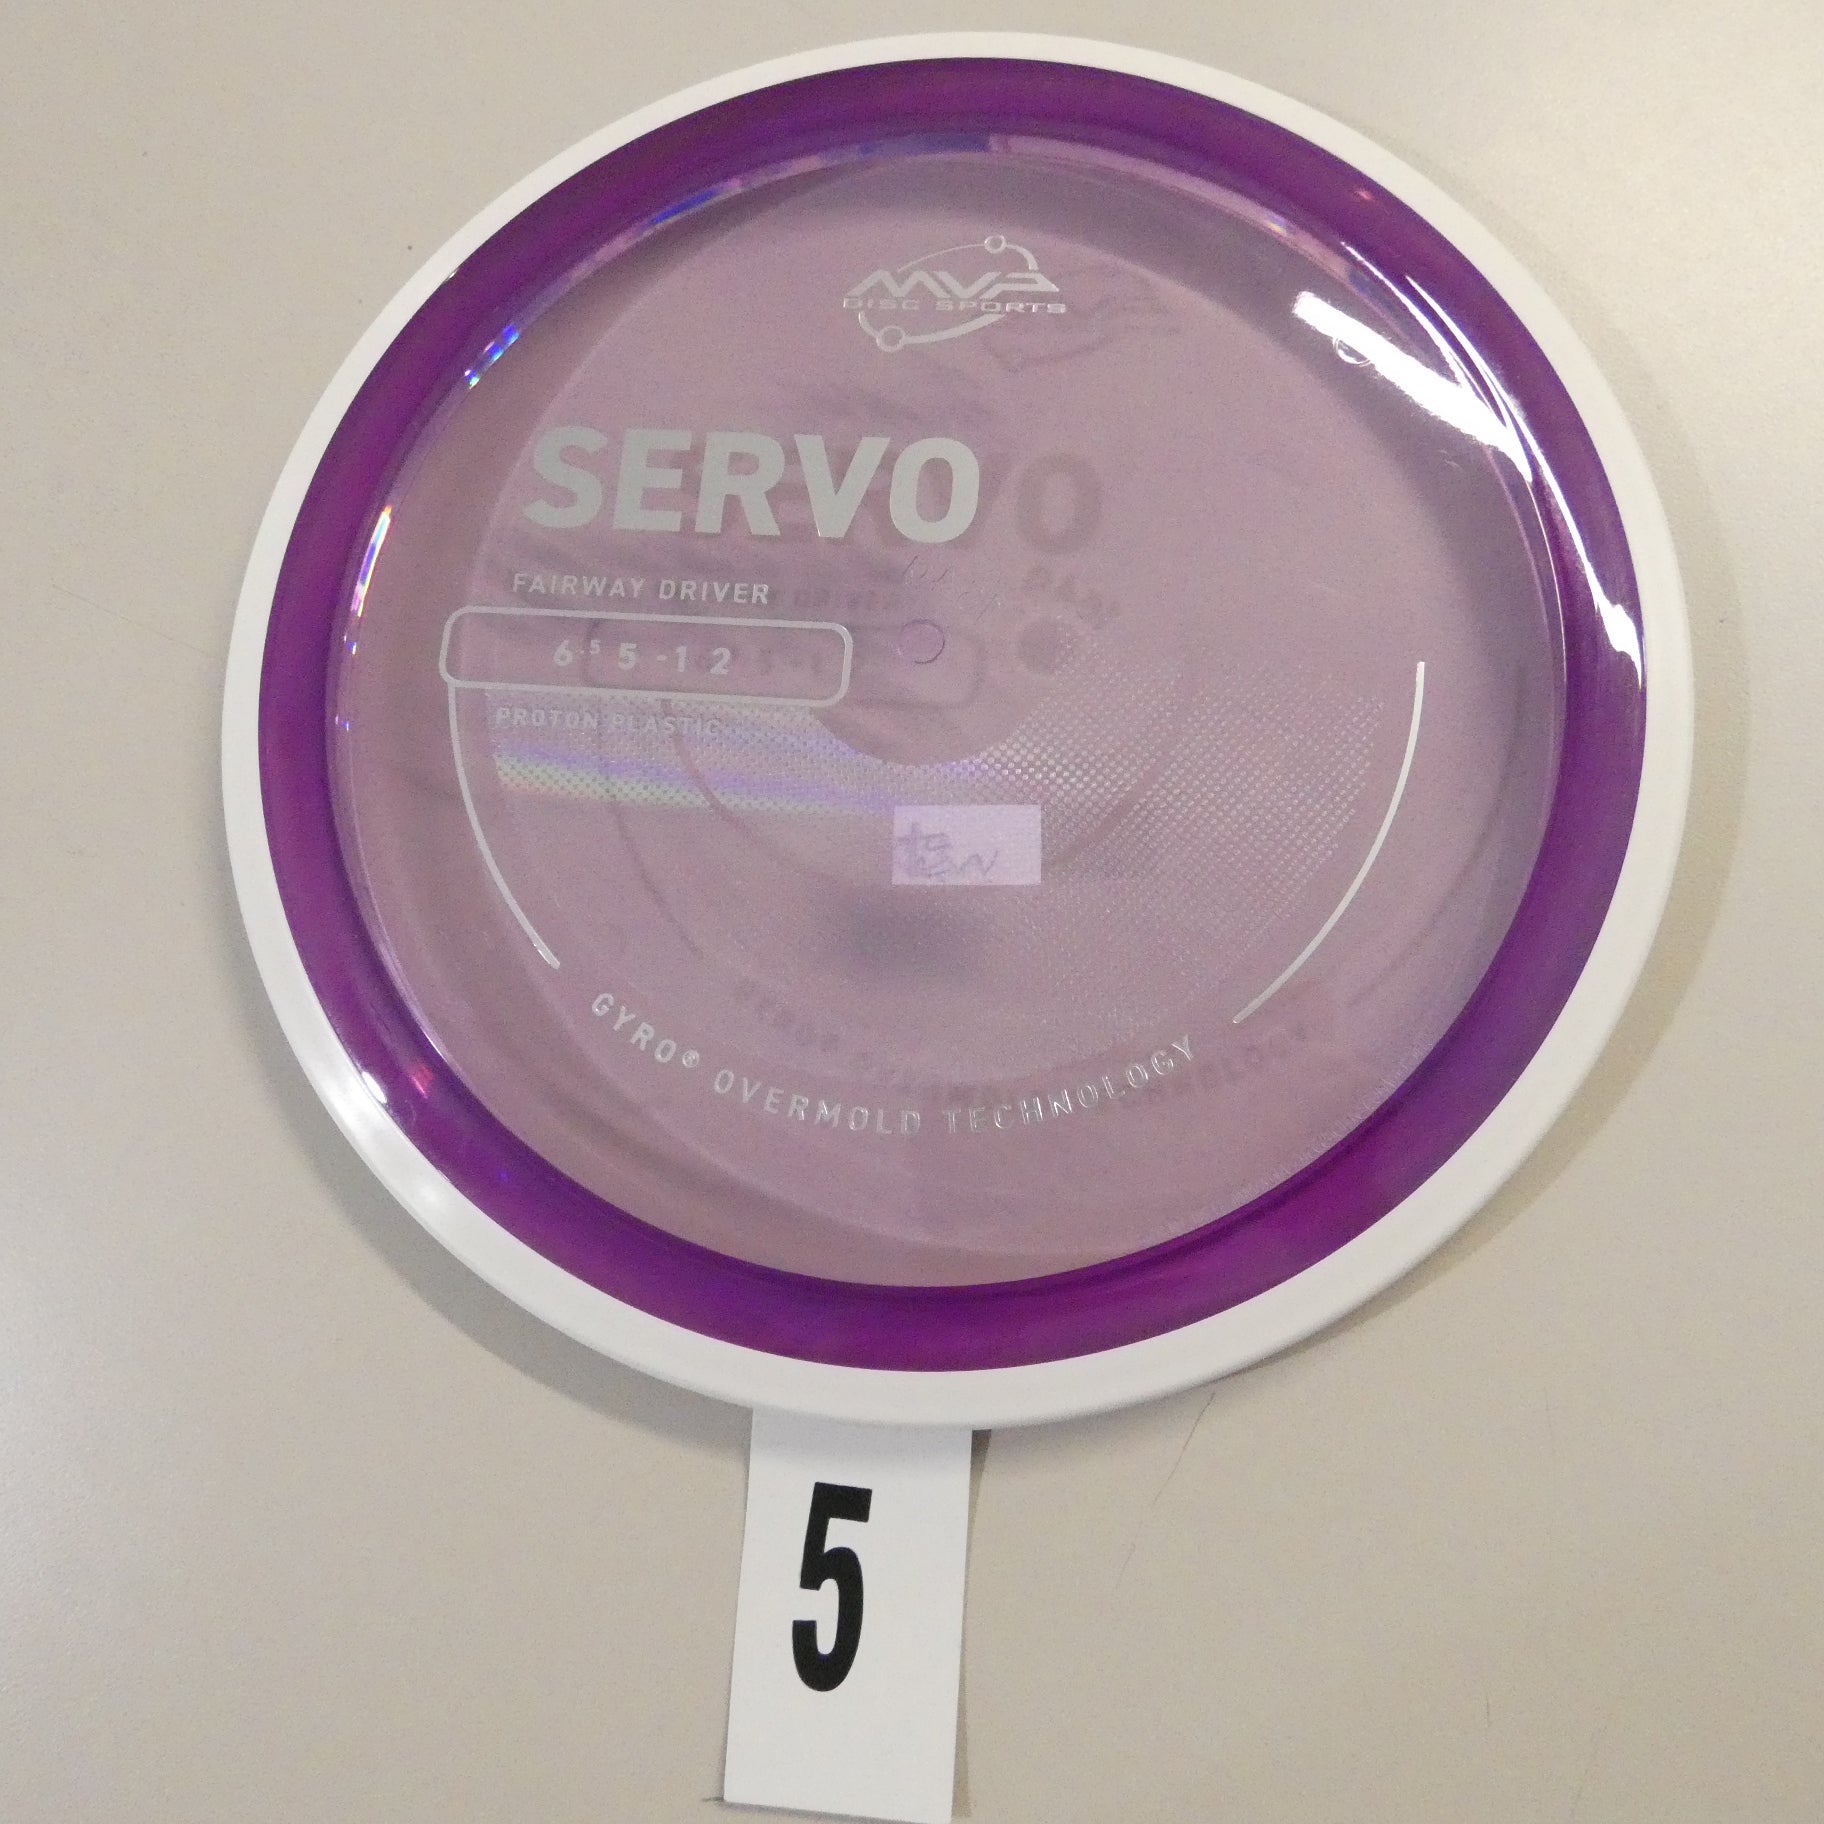 MVP
DISC SPORTS
SERVO
FAIRWAY DRIVER
6.5 5 -1 2
PROTON PLASTIC
GYRO® OVERMOLD TECHNOLOGY
5